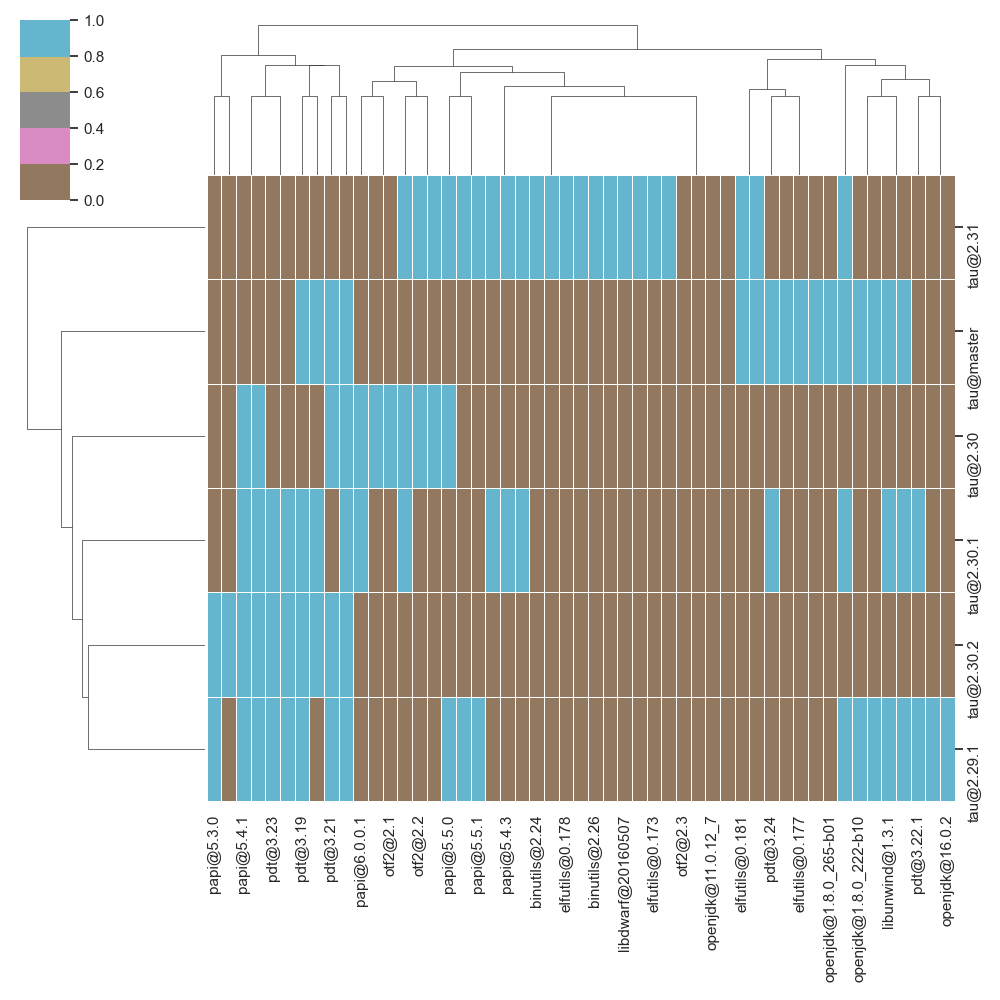 1.0
0.8
0.6
0.4
0.2
0.0
tau@2.31
tau@master
tau@2.30
tau@2.30.1
tau@2.30.2
tau@2.29.1
papi@5.3.0
papi@5.4.1
pdt@3.23
pdt@3.19
pdt@3.21
papi@6.0.0.1
otf2@2.1
otf2@2.2
papi@5.5.0
papi@5.5.1
papi@5.4.3
binutils@2.24
elfutils@0.178
binutils@2.26
libdwarf@20160507
elfutils@0.173
otf2@2.3
openjdk@11.0.12_7
elfutils@0.181
pdt@3.24
elfutils@0.177
openjdk@1.8.0_265-b01
openjdk@1.8.0_222-b10
libunwind@1.3.1
pdt@3.22.1
openjdk@16.0.2